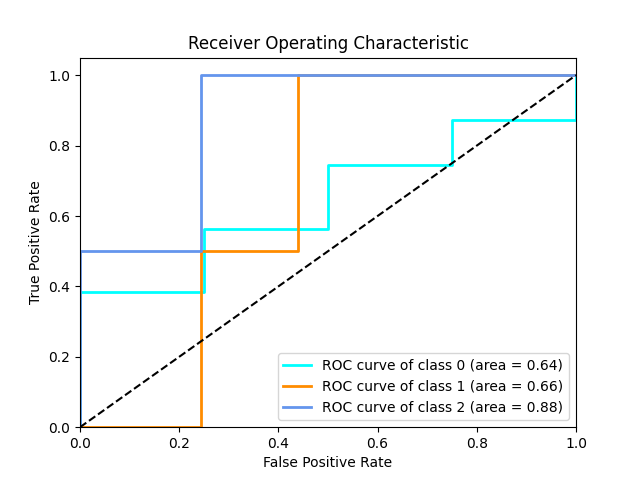 Receiver Operating Characteristic
True Positive Rate
1.0
0.8
0.6
0.4
0.2
0.0
ROC curve of class 0 (area = 0.64)
ROC curve of class 1 (area = 0.66)
ROC curve of class 2 (area = 0.88)
0.0 0.2 0.4 0.6 0.8 1.0
False Positive Rate